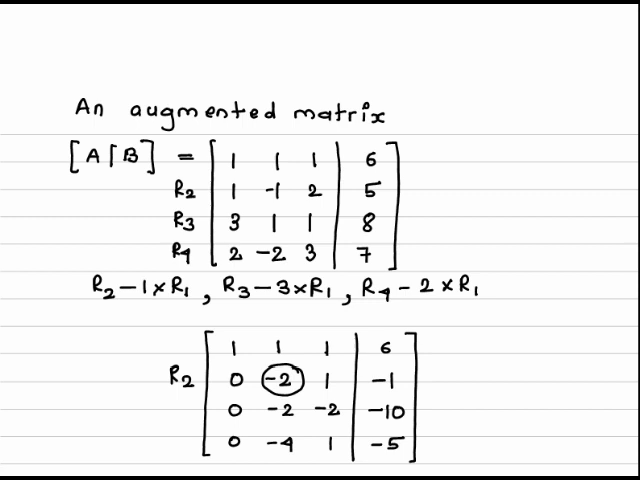 An augmented matrix
[A|B] = [ 1 1 1 | 6 ]
R2 [ 1 -1 2 | 5 ]
R3 [ 3 1 1 | 8 ]
R4 [ 2 -2 3 | 7 ]
R2 - 1×R1 , R3 - 3×R1 , R4 - 2×R1
[ 1 1 1 | 6 ]
R2 [ 0 -2 1 | -1 ]
[ 0 -2 -2 | -10 ]
[ 0 -4 1 | -5 ]